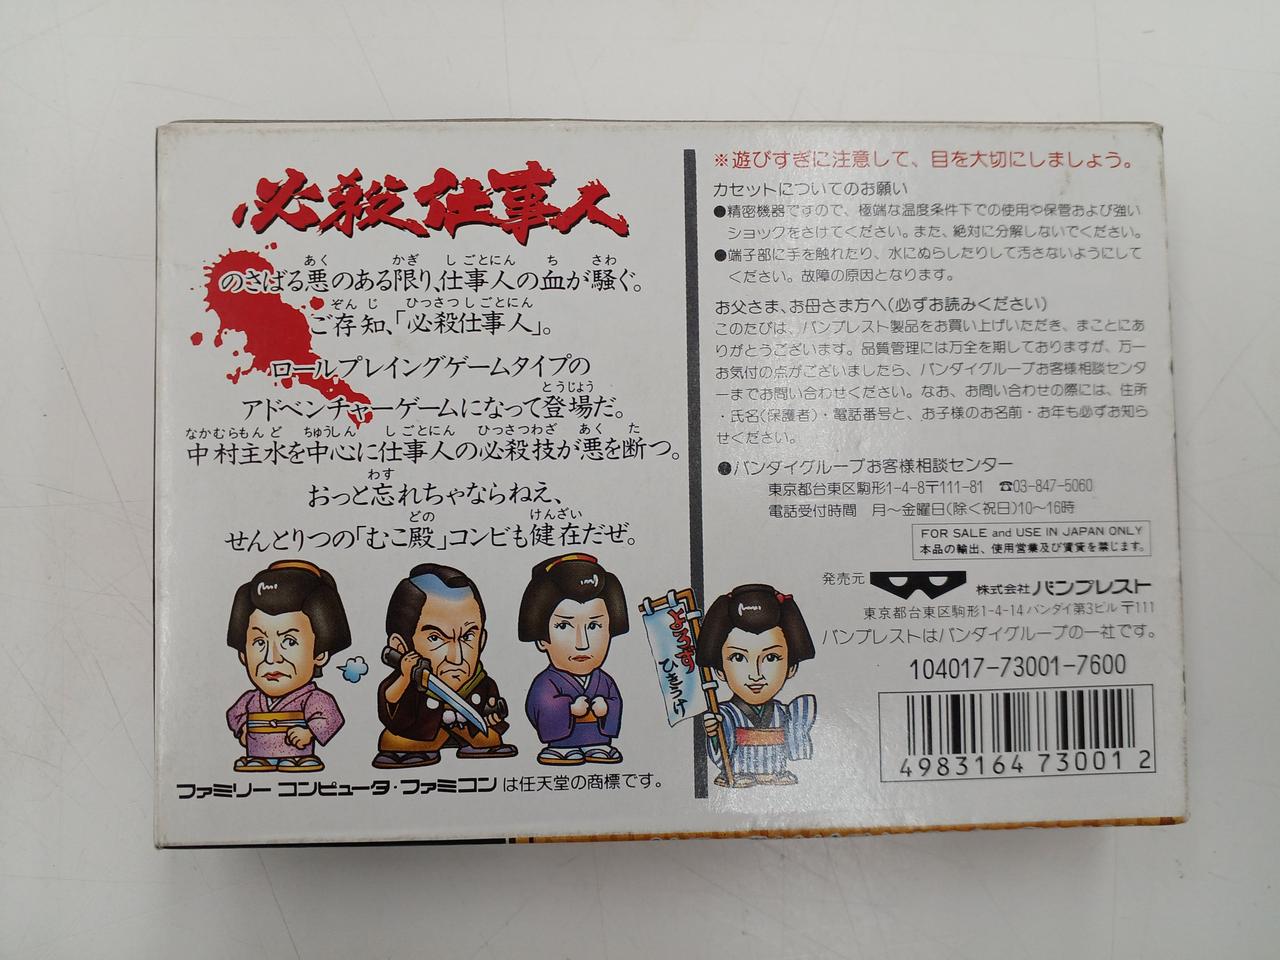 必殺仕事人
のさばる悪のある限り、仕事人の血が騒ぐ。
ご存知、「必殺仕事人」。
ロールプレイングゲームタイプの
アドベンチャーゲームになって登場だ。
中村主水を中心に仕事人の必殺技が悪を断つ。
おっと忘れちゃならねえ、
せんとりつの「むこ殿」コンビも健在だぜ。
よろず
ひきうけ
ファミリーコンピュータ・ファミコンは任天堂の商標です。
※遊びすぎに注意して、目を大切にしましょう。
カセットについてのお願い
●精密機器ですので、極端な温度条件下での使用や保管および強い
ショックをさけてください。また、絶対に分解しないでください。
●端子部に手を触れたり、水にぬらしたりして汚さないようにして
ください。故障の原因となります。
お父さま、お母さま方へ(必ずお読みください)
このたびは、バンプレスト製品をお買い上げいただき、まことにあ
りがとうございます。品質管理には万全を期しておりますが、万一
お気付の点がございましたら、バンダイグループお客様相談センタ
ーまでお問い合わせください。なお、お問い合わせの際には、住所
・氏名(保護者)・電話番号と、お子様のお名前・お年も必ずお知ら
せください。
●バンダイグループお客様相談センター
東京都台東区駒形1-4-8〒111-81 ☎03-847-5060
電話受付時間 月〜金曜日(除く祝日)10〜16時
FOR SALE and USE IN JAPAN ONLY
本品の輸出、使用営業及び賃貸を禁じます。
発売元 株式会社バンプレスト
東京都台東区駒形1-4-14 バンダイ第3ビル 〒111
バンプレストはバンダイグループの一社です。
104017-73001-7600
4983164 73001 2